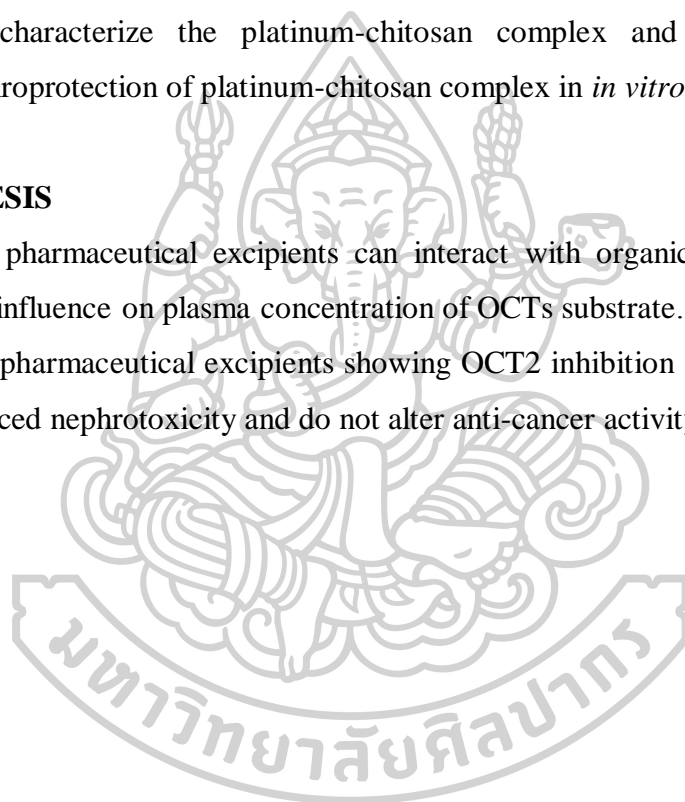 characterize the platinum-chitosan complex and
roprotection of platinum-chitosan complex in in vitro
ESIS
pharmaceutical excipients can interact with organic
influence on plasma concentration of OCTs substrate.
pharmaceutical excipients showing OCT2 inhibition
ced nephrotoxicity and do not alter anti-cancer activity
มหาวิทยาลัยศิลปากร